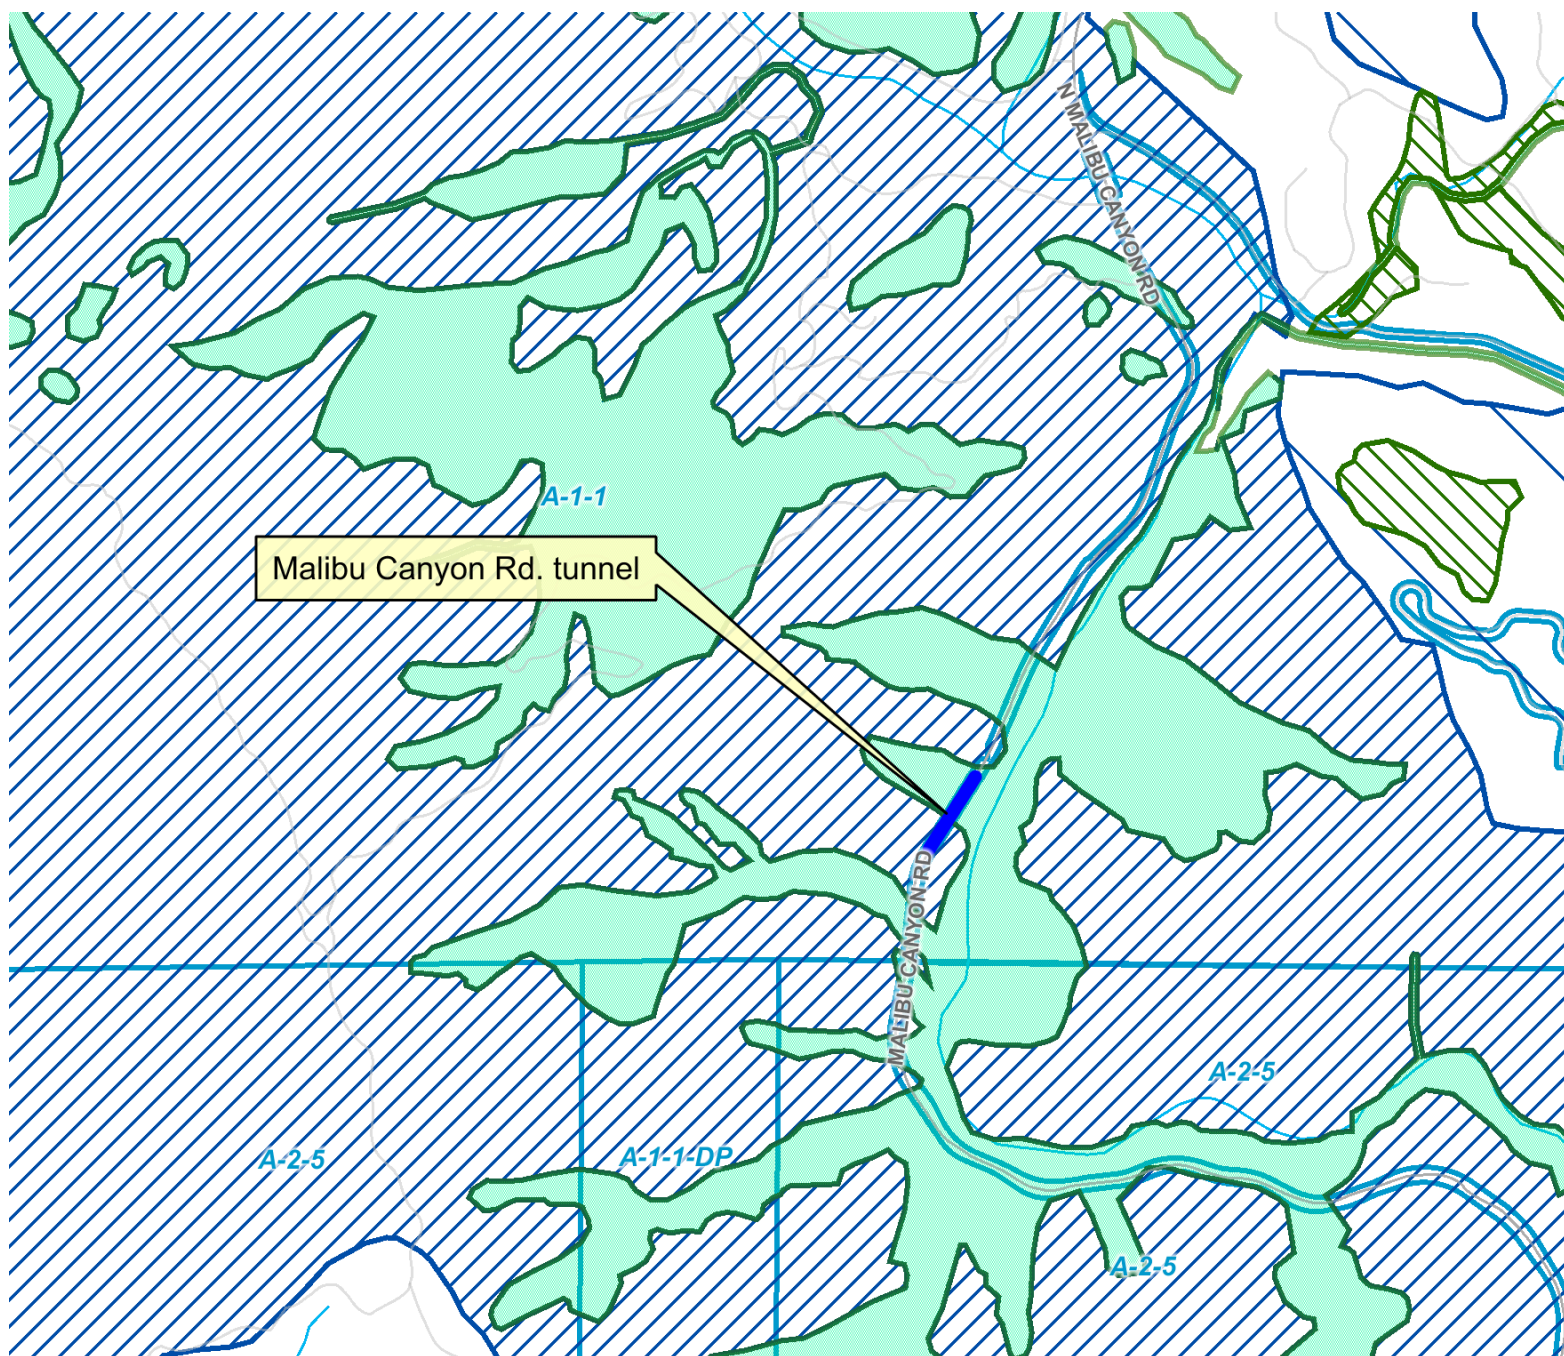 N MALIBU CANYON RD
A-1-1
Malibu Canyon Rd. tunnel
MALIBU CANYON RD
A-2-5
A-2-5
A-1-1-DP
A-2-5